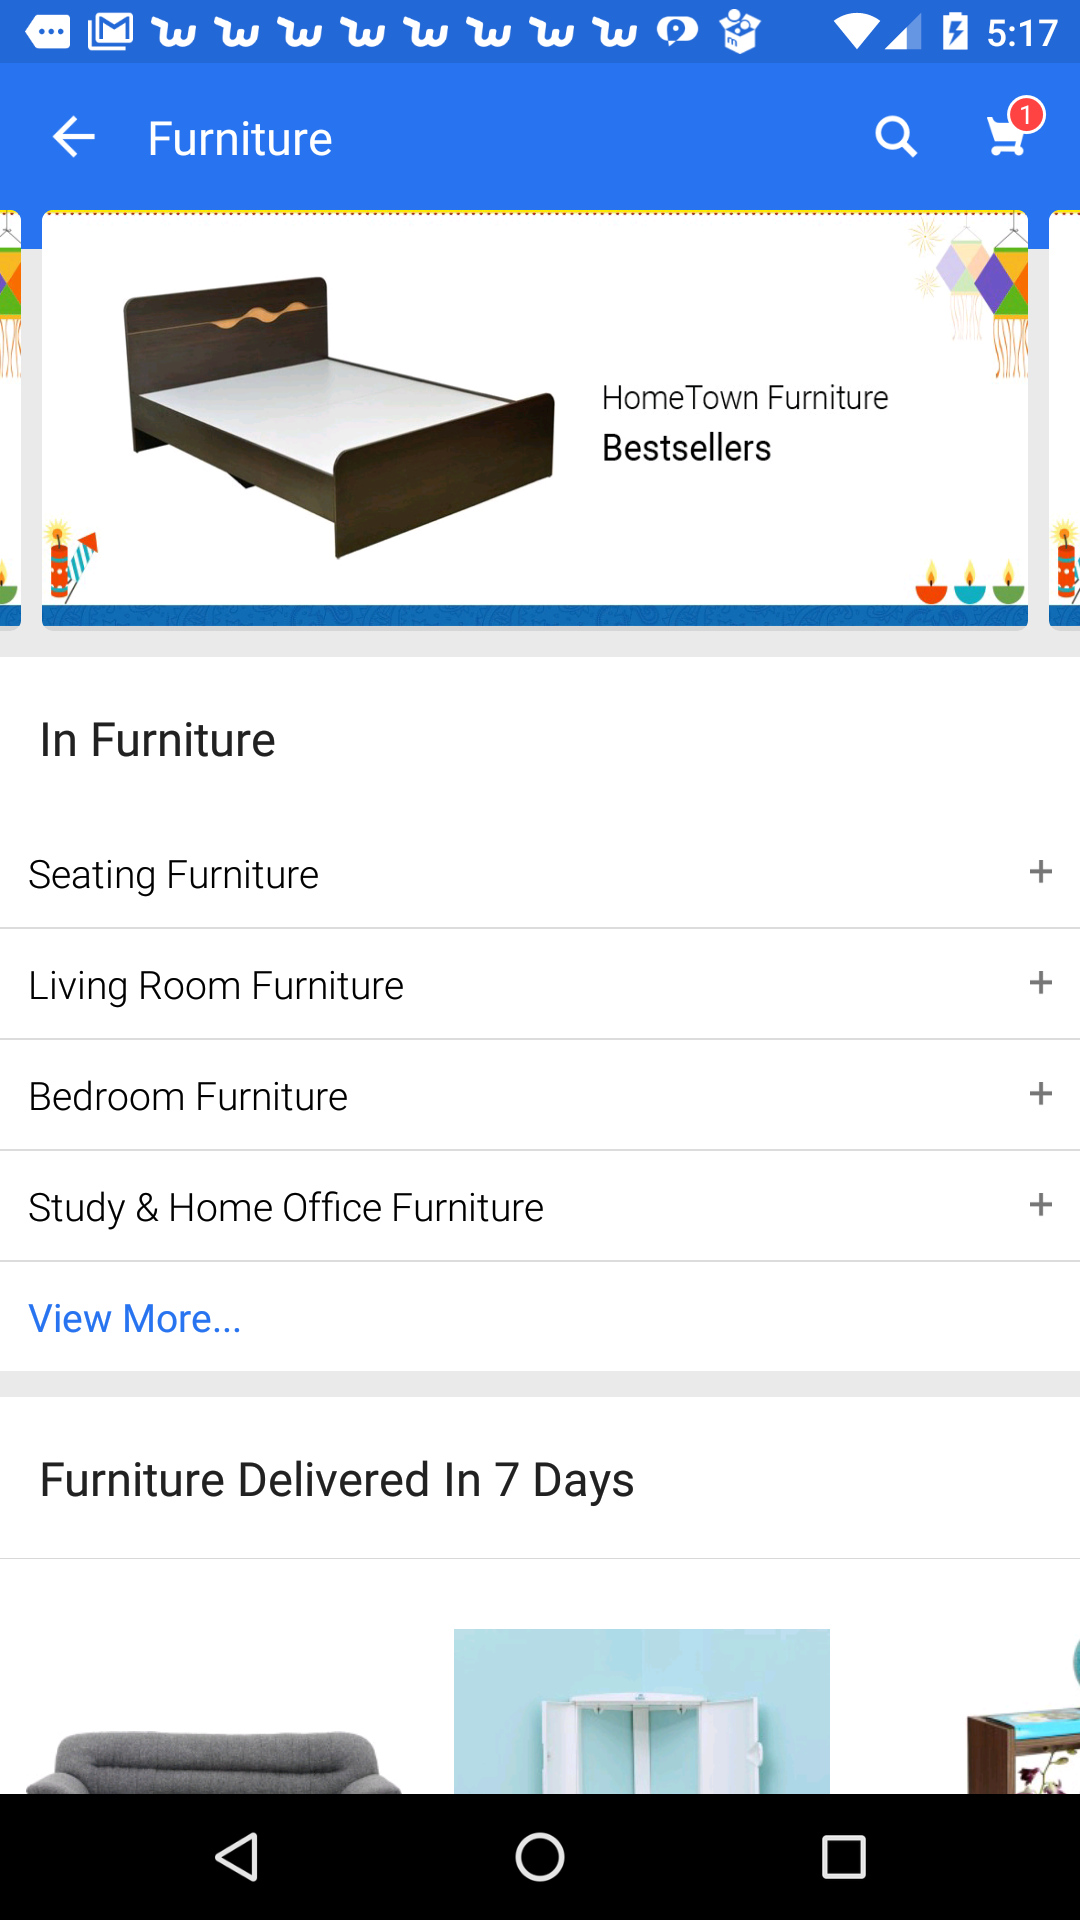 5:17
Furniture
1
HomeTown Furniture
Bestsellers
In Furniture
Seating Furniture
+
Living Room Furniture
+
Bedroom Furniture
+
Study & Home Office Furniture
+
View More...
Furniture Delivered In 7 Days